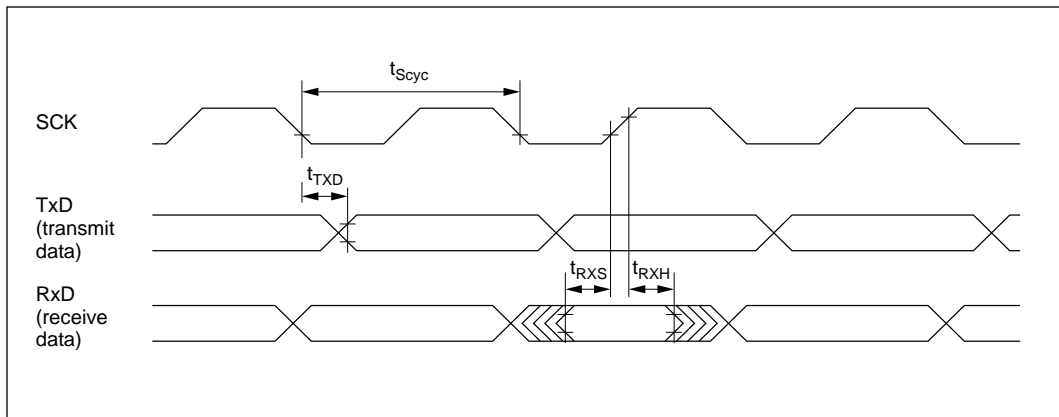 tScyc
SCK
tTXD
TxD
(transmit
data)
tRXS tRXH
RxD
(receive
data)